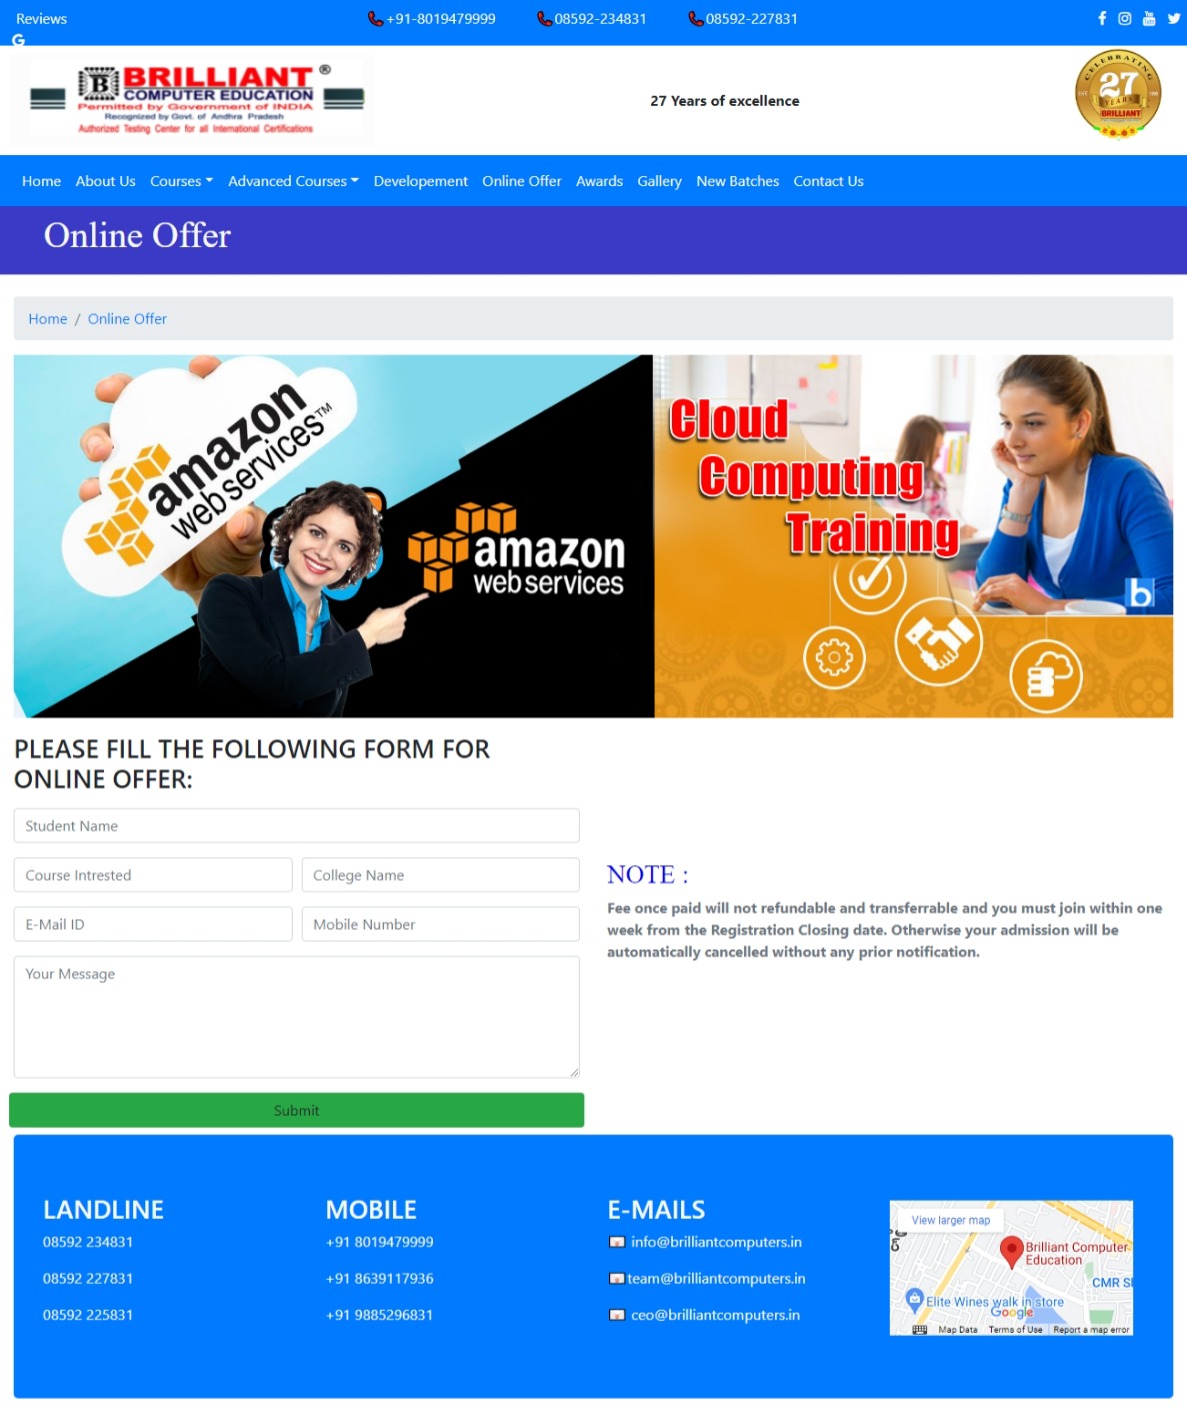 Reviews
+91-8019479999
08592-234831
08592-227831
BRILLIANT ®
COMPUTER EDUCATION
Permitted by Government of INDIA
Recognized by Govt. of Andhra Pradesh
Authorized Testing Center for all International Certifications
27 Years of excellence
CELEBRATING
27
YEARS
BRILLIANT
Home About Us Courses Advanced Courses Developement Online Offer Awards Gallery New Batches Contact Us
Online Offer
Home / Online Offer
amazon
webservices™
amazon
webservices
Cloud
Computing
Training
b
PLEASE FILL THE FOLLOWING FORM FOR
ONLINE OFFER:
Student Name
Course Intrested
College Name
E-Mail ID
Mobile Number
Your Message
Submit
NOTE :
Fee once paid will not refundable and transferrable and you must join within one
week from the Registration Closing date. Otherwise your admission will be
automatically cancelled without any prior notification.
LANDLINE
08592 234831
08592 227831
08592 225831
MOBILE
+91 8019479999
+91 8639117936
+91 9885296831
E-MAILS
info@brilliantcomputers.in
team@brilliantcomputers.in
ceo@brilliantcomputers.in
View larger map
Brilliant Computer
Education
CMR S
Elite Wines walk in store
Google
Map Data Terms of Use Report a map error